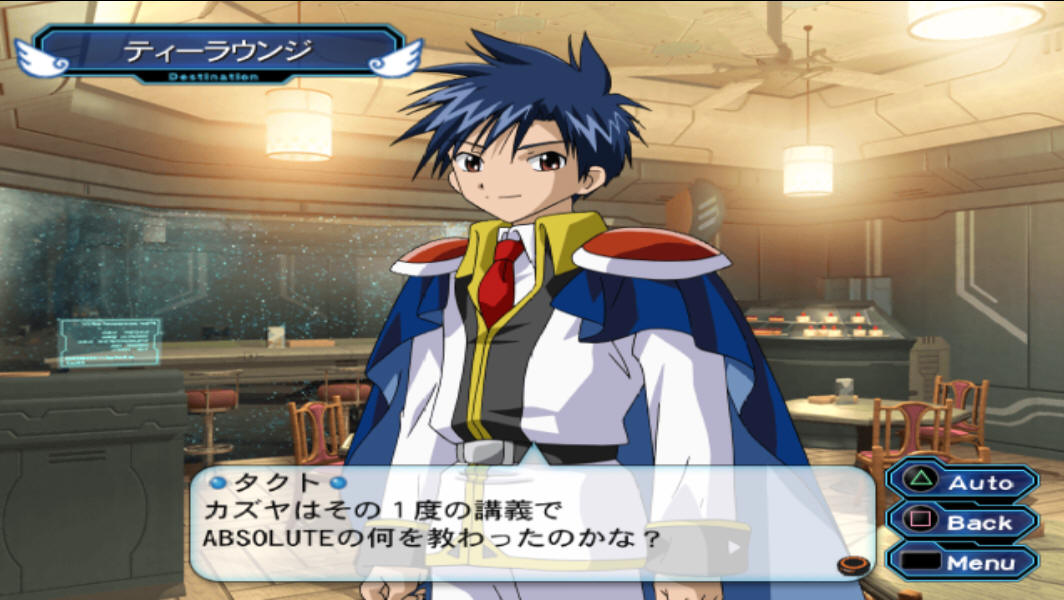 ティーラウンジ
Destination
タクト
カズヤはその１度の講義で
ABSOLUTEの何を教わったのかな？
Auto
Back
Menu